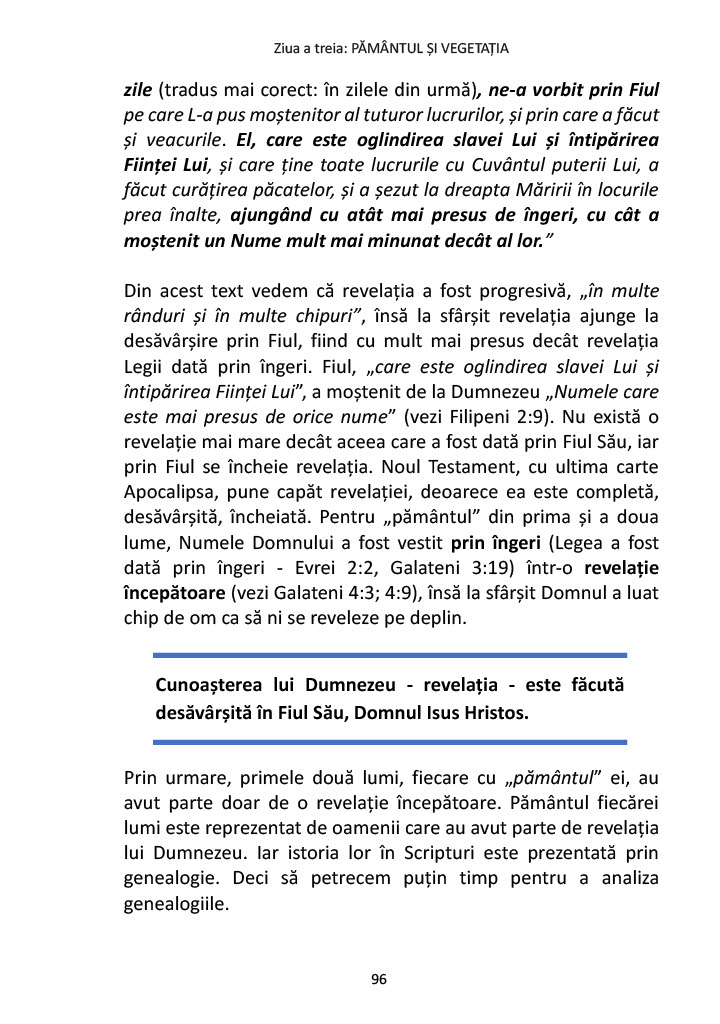 Ziua a treia: PĂMÂNTUL ȘI VEGETAȚIA
zile (tradus mai corect: în zilele din urmă), ne-a vorbit prin Fiul
pe care L-a pus moștenitor al tuturor lucrurilor, și prin care a făcut
și veacurile. El, care este oglindirea slavei Lui și întipărirea
Ființei Lui, și care ține toate lucrurile cu Cuvântul puterii Lui, a
făcut curățirea păcatelor, și a șezut la dreapta Măririi în locurile
prea înalte, ajungând cu atât mai presus de îngeri, cu cât a
moștenit un Nume mult mai minunat decât al lor.”
Din acest text vedem că revelația a fost progresivă, „în multe
rânduri și în multe chipuri”, însă la sfârșit revelația ajunge la
desăvârșire prin Fiul, fiind cu mult mai presus decât revelația
Legii dată prin îngeri. Fiul, „care este oglindirea slavei Lui și
întipărirea Ființei Lui”, a moștenit de la Dumnezeu „Numele care
este mai presus de orice nume” (vezi Filipeni 2:9). Nu există o
revelație mai mare decât aceea care a fost dată prin Fiul Său, iar
prin Fiul se încheie revelația. Noul Testament, cu ultima carte
Apocalipsa, pune capăt revelației, deoarece ea este completă,
desăvârșită, încheiată. Pentru „pământul” din prima și a doua
lume, Numele Domnului a fost vestit prin îngeri (Legea a fost
dată prin îngeri - Evrei 2:2, Galateni 3:19) într-o revelație
începătoare (vezi Galateni 4:3; 4:9), însă la sfârșit Domnul a luat
chip de om ca să ni se reveleze pe deplin.
Cunoașterea lui Dumnezeu - revelația - este făcută
desăvârșită în Fiul Său, Domnul Isus Hristos.
Prin urmare, primele două lumi, fiecare cu „pământul” ei, au
avut parte doar de o revelație începătoare. Pământul fiecărei
lumi este reprezentat de oamenii care au avut parte de revelația
lui Dumnezeu. Iar istoria lor în Scripturi este prezentată prin
genealogie. Deci să petrecem puțin timp pentru a analiza
genealogiile.
96